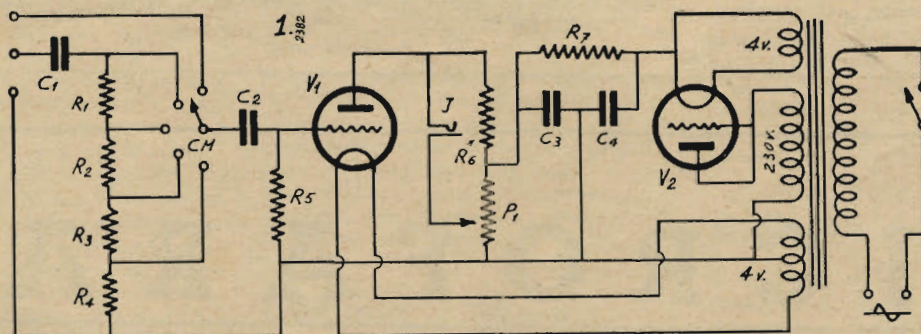 1.
2382
C1
R1
R2
R3
R4
CM
C2
R5
V1
J
R6
P1
R7
C3
C4
V2
4v.
230v.
4v.